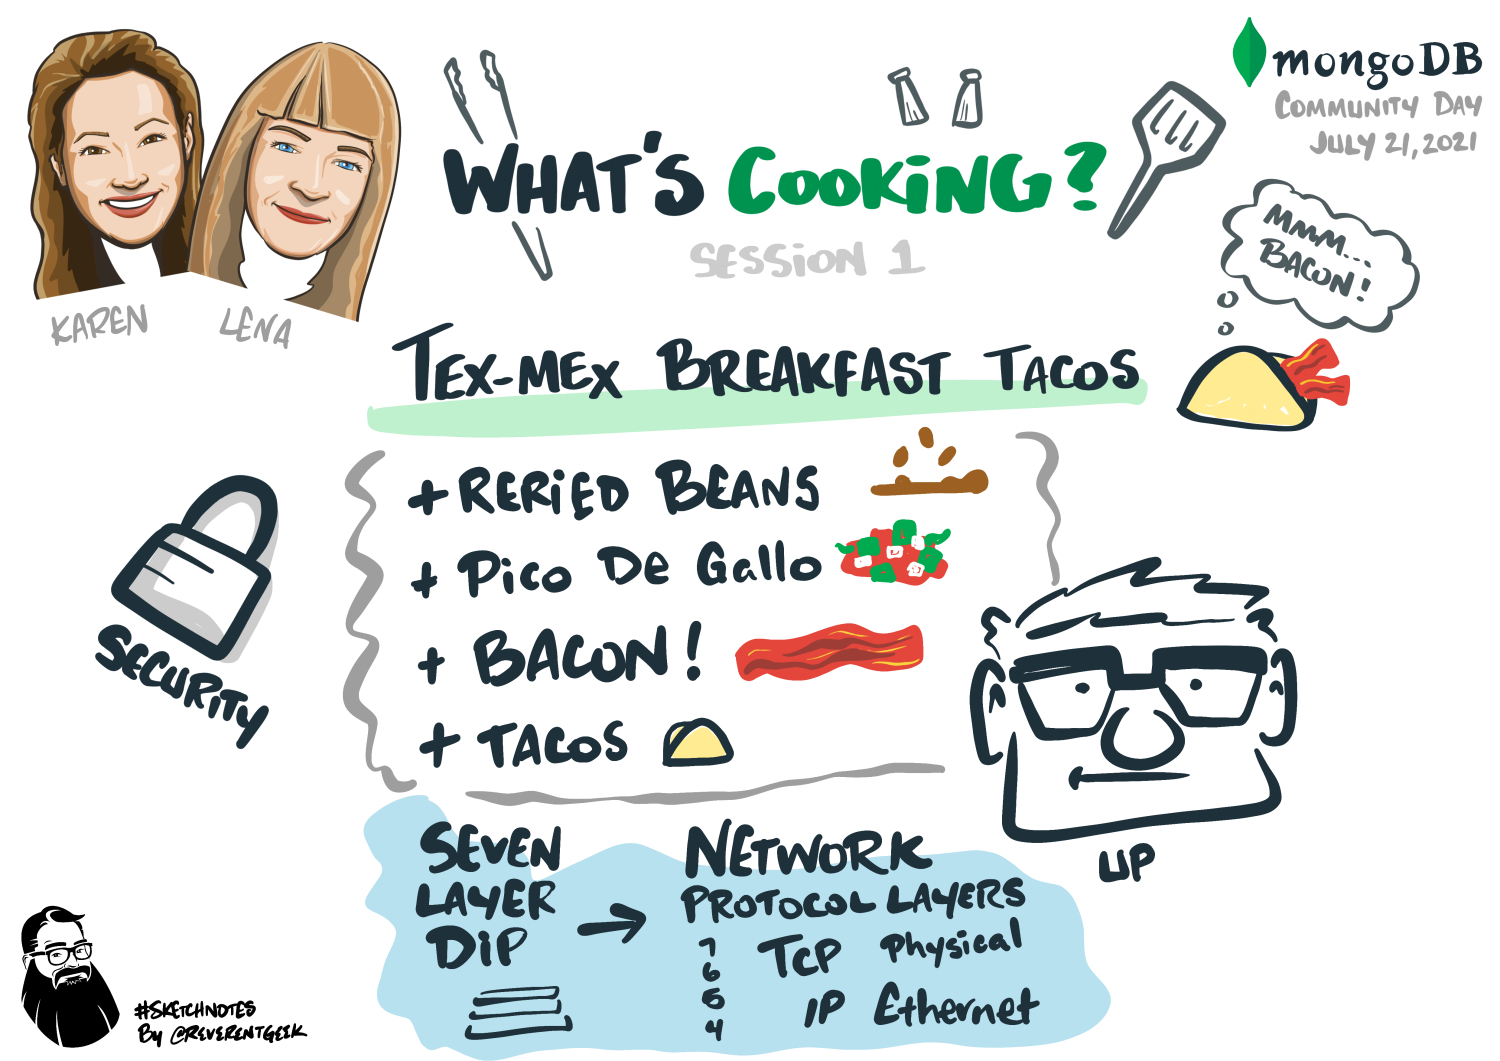 mongoDB
COMMUNITY DAY
JULY 21, 2021
WHAT'S COOKING?
SESSION 1
KAREN
LENA
MMM...
BACON!
TEX-MEX BREAKFAST TACOS
+ RERIED BEANS
+ PICO DE GALLO
+ BACON!
+ TACOS
SECURITY
UP
SEVEN
LAYER
DIP
NETWORK
PROTOCOL LAYERS
7
6
5
4
TCP Physical
IP Ethernet
#SKETCHNOTES
By @REVERENTGEEK